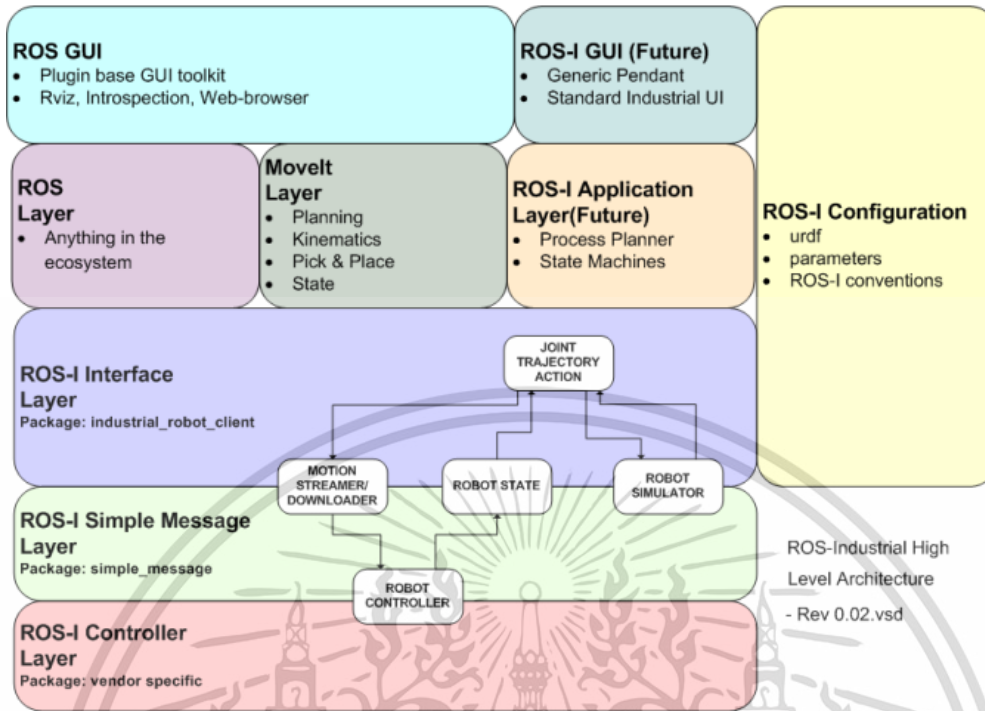 ROS GUI
• Plugin base GUI toolkit
• Rviz, Introspection, Web-browser
ROS-I GUI (Future)
• Generic Pendant
• Standard Industrial UI
ROS
Layer
• Anything in the
ecosystem
MoveIt
Layer
• Planning
• Kinematics
• Pick & Place
• State
ROS-I Application
Layer(Future)
• Process Planner
• State Machines
ROS-I Configuration
• urdf
• parameters
• ROS-I conventions
ROS-I Interface
Layer
Package: industrial_robot_client
JOINT
TRAJECTORY
ACTION
MOTION
STREAMER/
DOWNLOADER
ROBOT STATE
ROBOT
SIMULATOR
ROS-I Simple Message
Layer
Package: simple_message
ROBOT
CONTROLLER
ROS-I Controller
Layer
Package: vendor specific
ROS-Industrial High
Level Architecture
- Rev 0.02.vsd